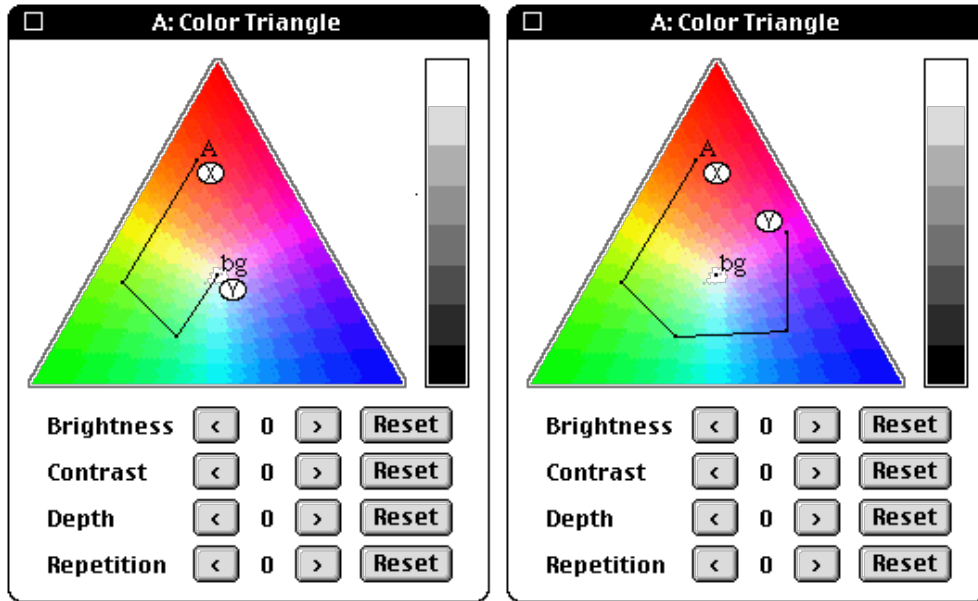 A: Color Triangle
A
X
bg
Y
Brightness < 0 > Reset
Contrast < 0 > Reset
Depth < 0 > Reset
Repetition < 0 > Reset
A: Color Triangle
A
X
Y
bg
Brightness < 0 > Reset
Contrast < 0 > Reset
Depth < 0 > Reset
Repetition < 0 > Reset